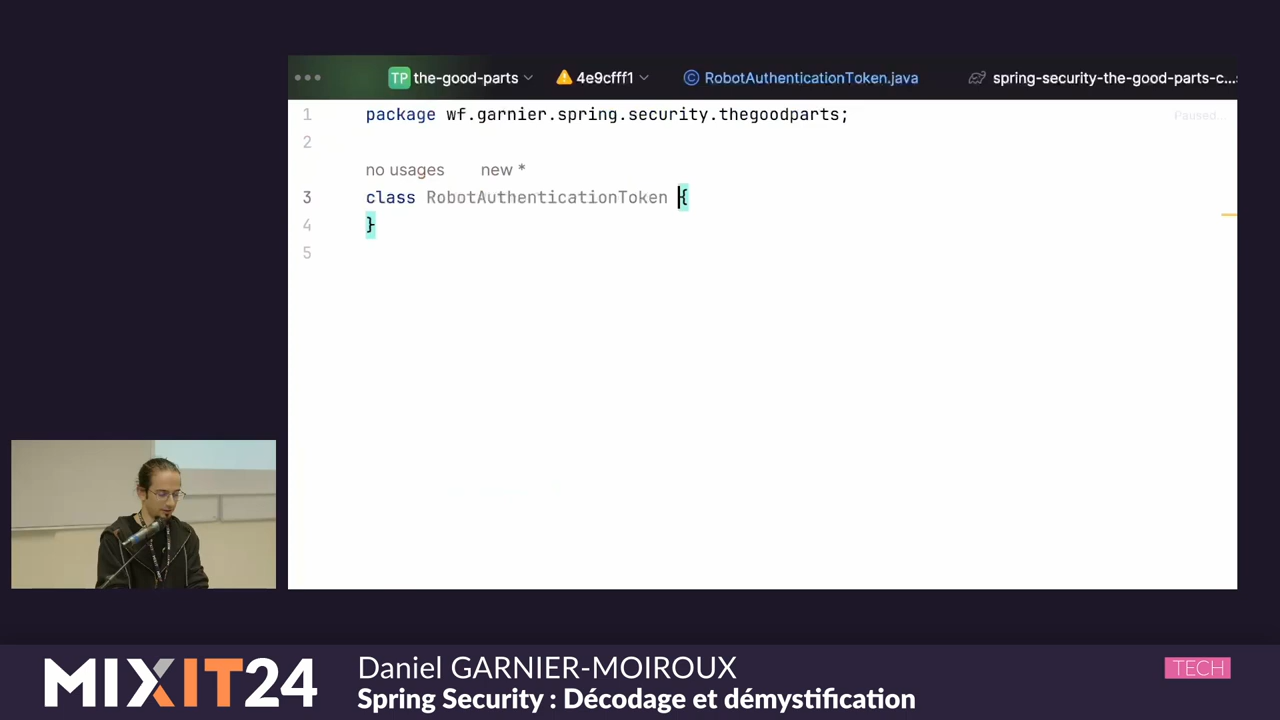 TP the-good-parts
4e9cfff1
RobotAuthenticationToken.java
spring-security-the-good-parts-c...
1 package wf.garnier.spring.security.thegoodparts;
Paused...
2
no usages new *
3 class RobotAuthenticationToken {
4 }
5
MIXIT24
Daniel GARNIER-MOIROUX
TECH
Spring Security : Décodage et démystification